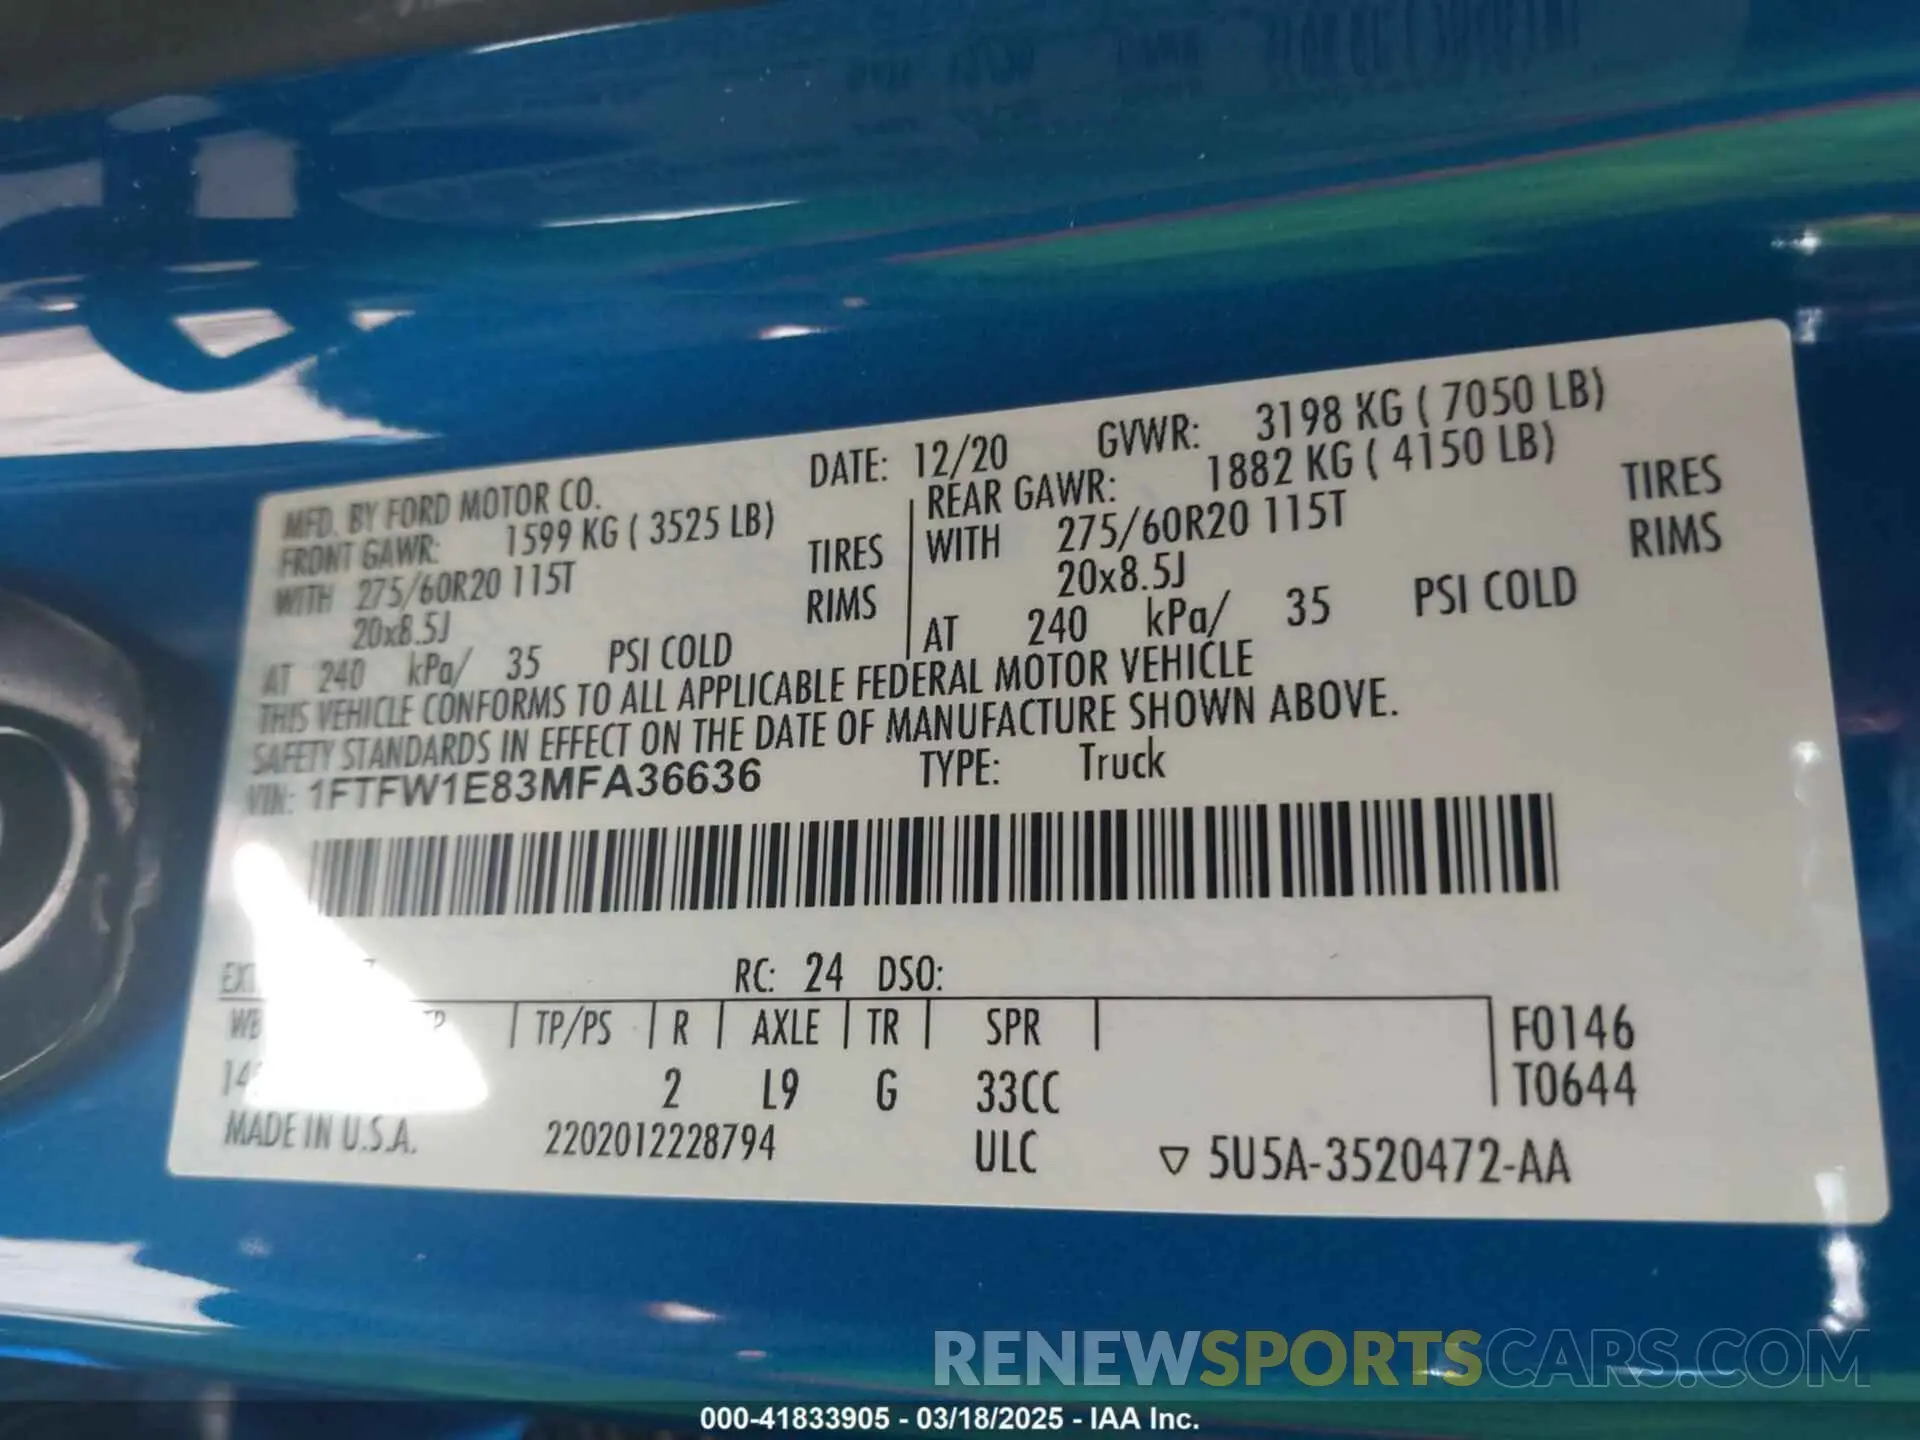 MFD. BY FORD MOTOR CO. DATE: 12/20 GVWR: 3198 KG ( 7050 LB)
FRONT GAWR: 1599 KG ( 3525 LB) REAR GAWR: 1882 KG ( 4150 LB)
WITH 275/60R20 115T TIRES WITH 275/60R20 115T TIRES
20x8.5J RIMS 20x8.5J RIMS
AT 240 kPa/ 35 PSI COLD AT 240 kPa/ 35 PSI COLD
THIS VEHICLE CONFORMS TO ALL APPLICABLE FEDERAL MOTOR VEHICLE
SAFETY STANDARDS IN EFFECT ON THE DATE OF MANUFACTURE SHOWN ABOVE.
VIN: 1FTFW1E83MFA36636 TYPE: Truck
RC: 24 DSO:
WB TP/PS R AXLE TR SPR F0146
2 L9 G 33CC T0644
MADE IN U.S.A. 2202012228794 ULC ▽ 5U5A-3520472-AA
RENEWSPORTSCARS.COM
000-41833905 - 03/18/2025 - IAA Inc.